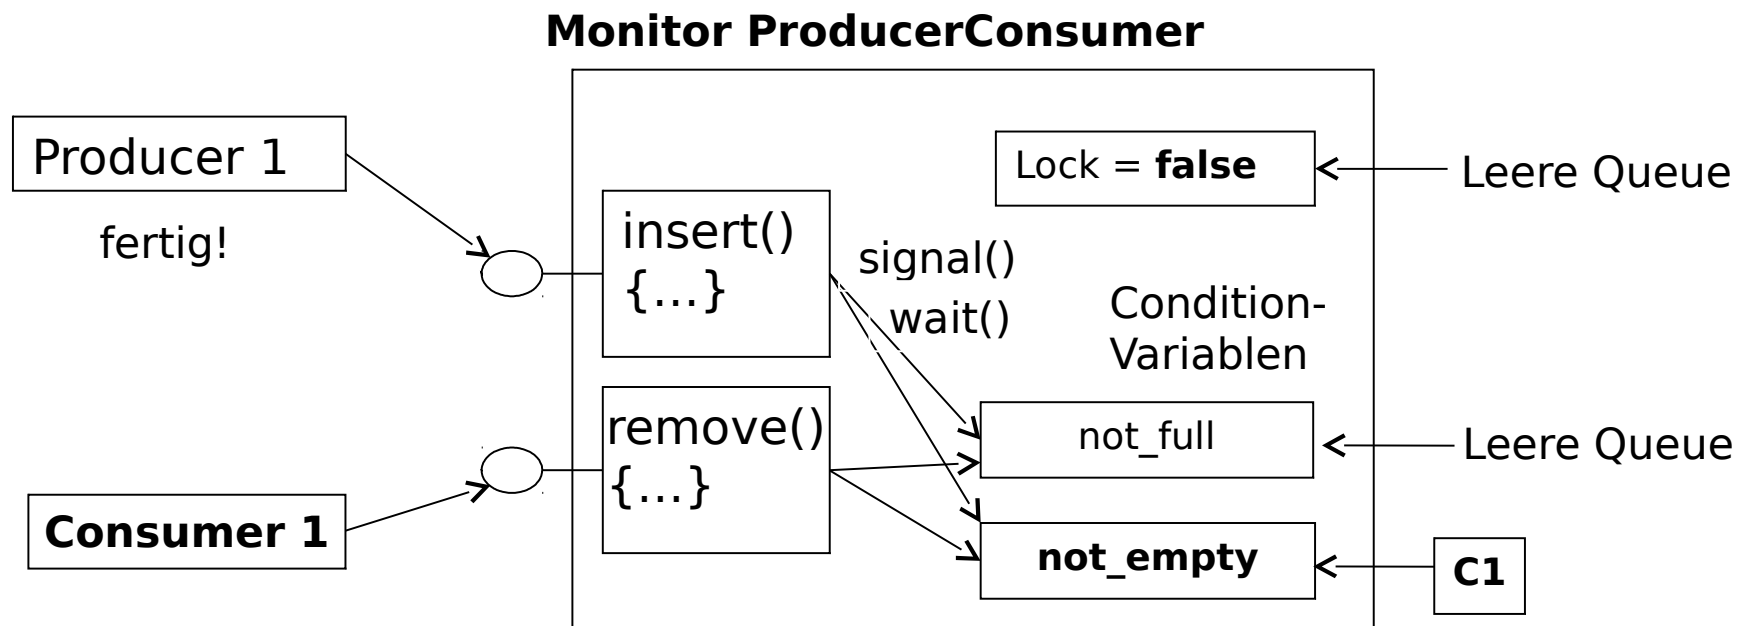 Monitor ProducerConsumer
Producer 1
fertig!
Lock = false
Leere Queue
insert()
{...}
signal()
wait()
Condition-
Variablen
remove()
{...}
not_full
Leere Queue
Consumer 1
not_empty
C1